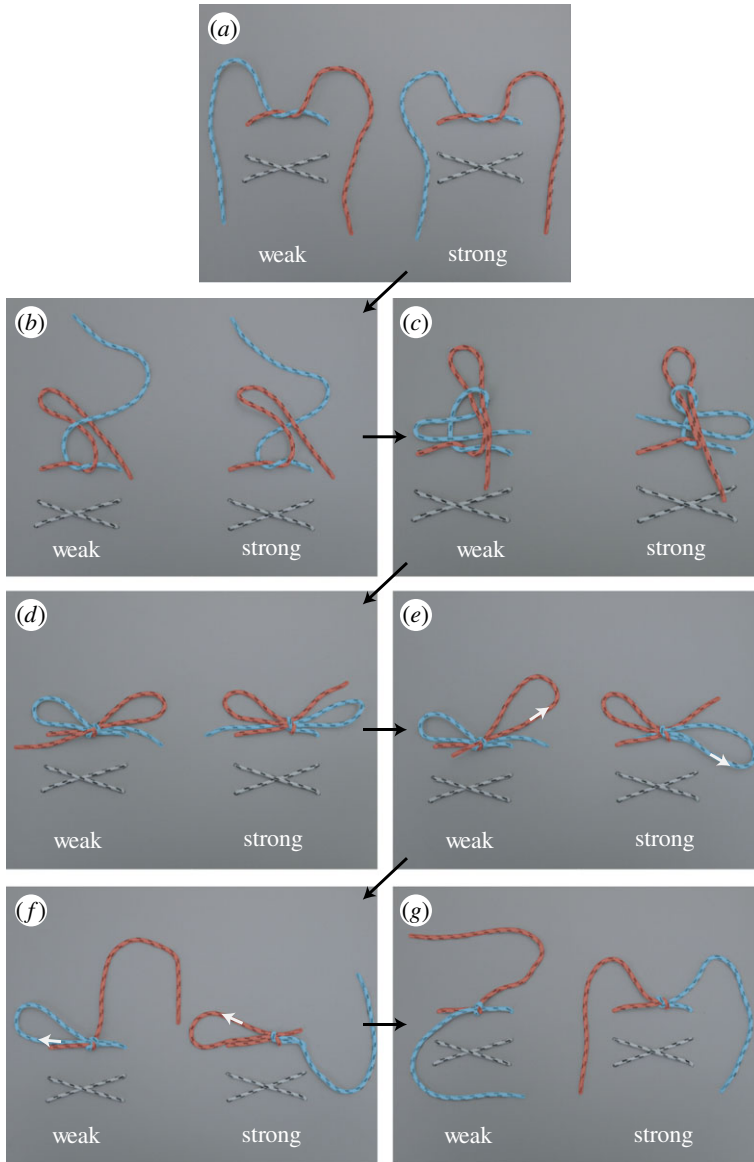 (a)
weak strong
(b)
weak strong
(c)
weak strong
(d)
weak strong
(e)
weak strong
(f)
weak strong
(g)
weak strong